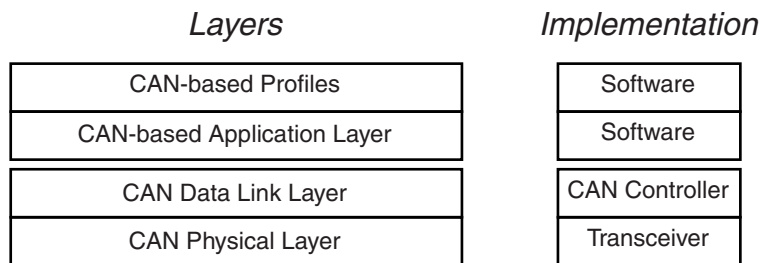 Layers Implementation
CAN-based Profiles Software
CAN-based Application Layer Software
CAN Data Link Layer CAN Controller
CAN Physical Layer Transceiver